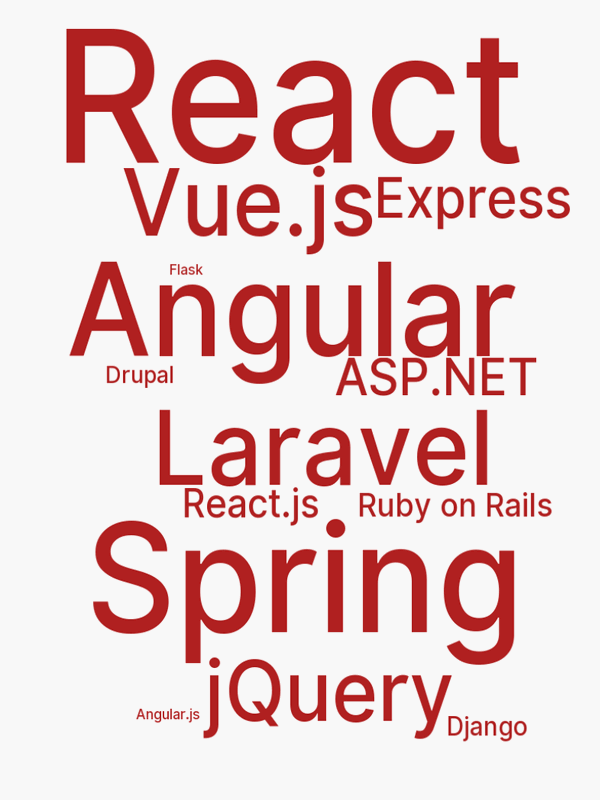 React
Vue.js
Express
Flask
Angular
Drupal
ASP.NET
Laravel
React.js
Ruby on Rails
Spring
jQuery
Angular.js
Django